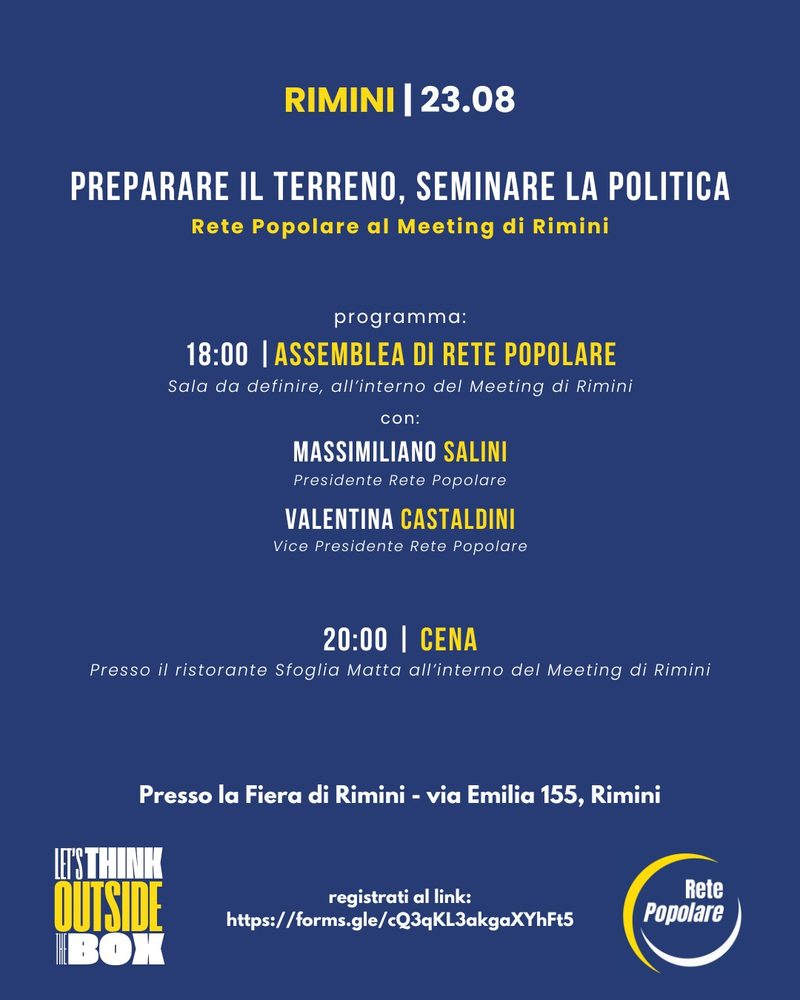 RIMINI | 23.08
PREPARARE IL TERRENO, SEMINARE LA POLITICA
Rete Popolare al Meeting di Rimini
programma:
18:00 | ASSEMBLEA DI RETE POPOLARE
Sala da definire, all'interno del Meeting di Rimini
con:
MASSIMILIANO SALINI
Presidente Rete Popolare
VALENTINA CASTALDINI
Vice Presidente Rete Popolare
20:00 | CENA
Presso il ristorante Sfoglia Matta all'interno del Meeting di Rimini
Presso la Fiera di Rimini - via Emilia 155, Rimini
LET'S THINK
OUTSIDE
THE BOX
registrati al link:
https://forms.gle/cQ3qKL3akgaXYhFt5
Rete
Popolare